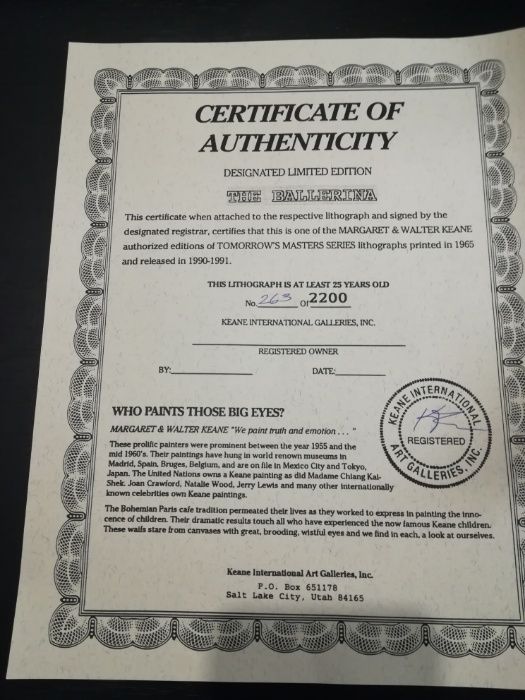 CERTIFICATE OF
AUTHENTICITY
DESIGNATED LIMITED EDITION
THE BALLERINA
This certificate when attached to the respective lithograph and signed by the
designated registrar, certifies that this is one of the MARGARET & WALTER KEANE
authorized editions of TOMORROW'S MASTERS SERIES lithographs printed in 1965
and released in 1990-1991.
THIS LITHOGRAPH IS AT LEAST 25 YEARS OLD
No. 263 of 2200
KEANE INTERNATIONAL GALLERIES, INC.
REGISTERED OWNER
BY: DATE:
KEANE INTERNATIONAL
REGISTERED
ART GALLERIES, INC.
WHO PAINTS THOSE BIG EYES?
MARGARET & WALTER KEANE "We paint truth and emotion . . . "
These prolific painters were prominent between the year 1955 and the
mid 1960's. Their paintings have hung in world renown museums in
Madrid, Spain, Bruges, Belgium, and are on file in Mexico City and Tokyo,
Japan. The United Nations owns a Keane painting as did Madame Chiang Kai-
Shek. Joan Crawford, Natalie Wood, Jerry Lewis and many other internationally
known celebrities own Keane paintings.
The Bohemian Paris cafe tradition permeated their lives as they worked to express in painting the inno-
cence of children. Their dramatic results touch all who have experienced the now famous Keane children.
These waifs stare from canvases with great, brooding, wistful eyes and we find in each, a look at ourselves.
Keane International Art Galleries, Inc.
P.O. Box 651178
Salt Lake City, Utah 84165